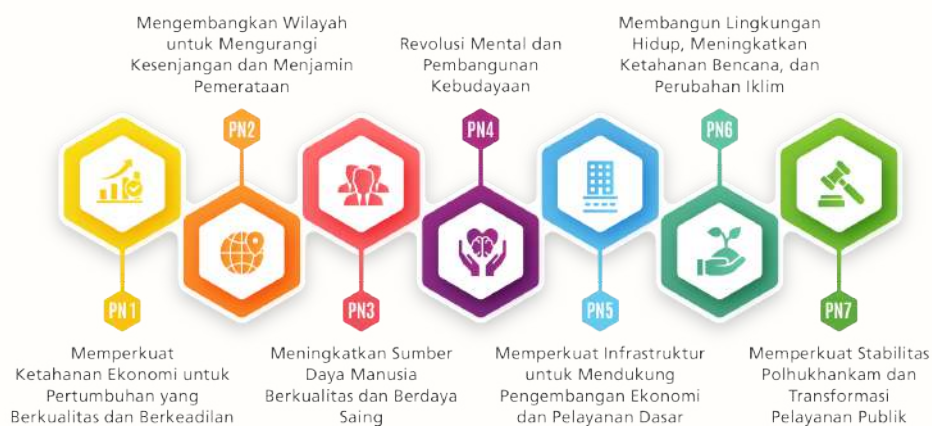 Mengembangkan Wilayah
untuk Mengurangi
Kesenjangan dan Menjamin
Pemerataan
Revolusi Mental dan
Pembangunan
Kebudayaan
Membangun Lingkungan
Hidup, Meningkatkan
Ketahanan Bencana, dan
Perubahan Iklim
PN2
PN4
PN6
PN1
PN3
PN5
PN7
Memperkuat
Ketahanan Ekonomi untuk
Pertumbuhan yang
Berkualitas dan Berkeadilan
Meningkatkan Sumber
Daya Manusia
Berkualitas dan Berdaya
Saing
Memperkuat Infrastruktur
untuk Mendukung
Pengembangan Ekonomi
dan Pelayanan Dasar
Memperkuat Stabilitas
Polhukhankam dan
Transformasi
Pelayanan Publik